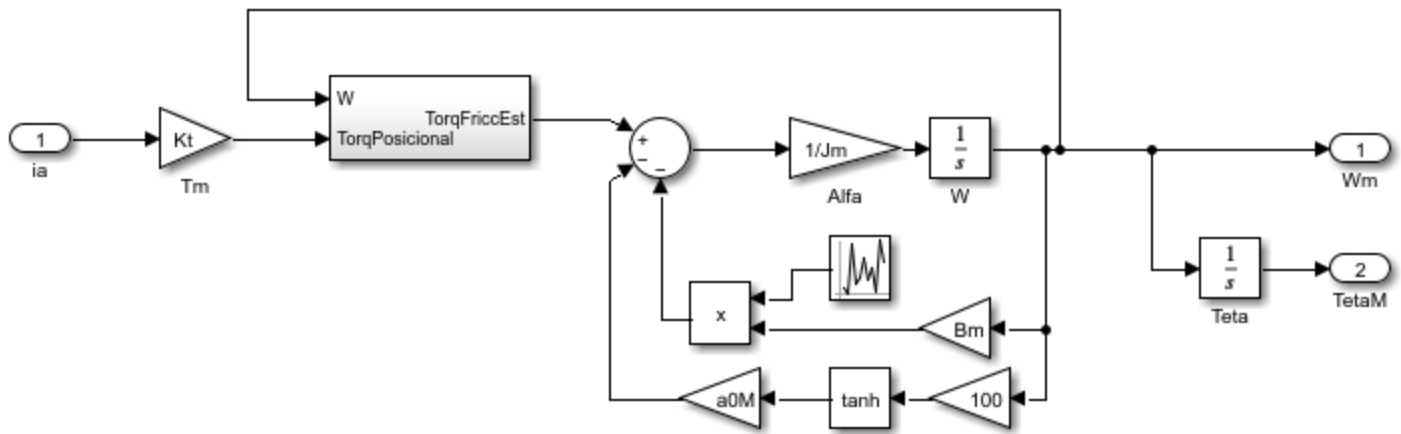 W
TorqFriccEst
TorqPosicional
1
ia
Kt
Tm
+
−
−
1/Jm
Alfa
1
s
W
1
Wm
1
s
Teta
2
TetaM
x
Bm
a0M
tanh
100